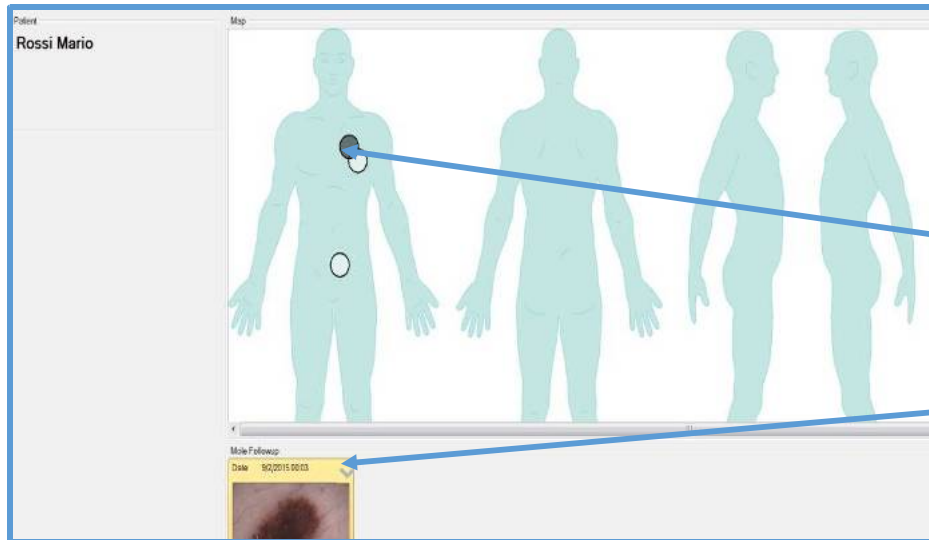 Patient
Map
Rossi Mario
Mole Followup
Date 9/2/2015 00:03